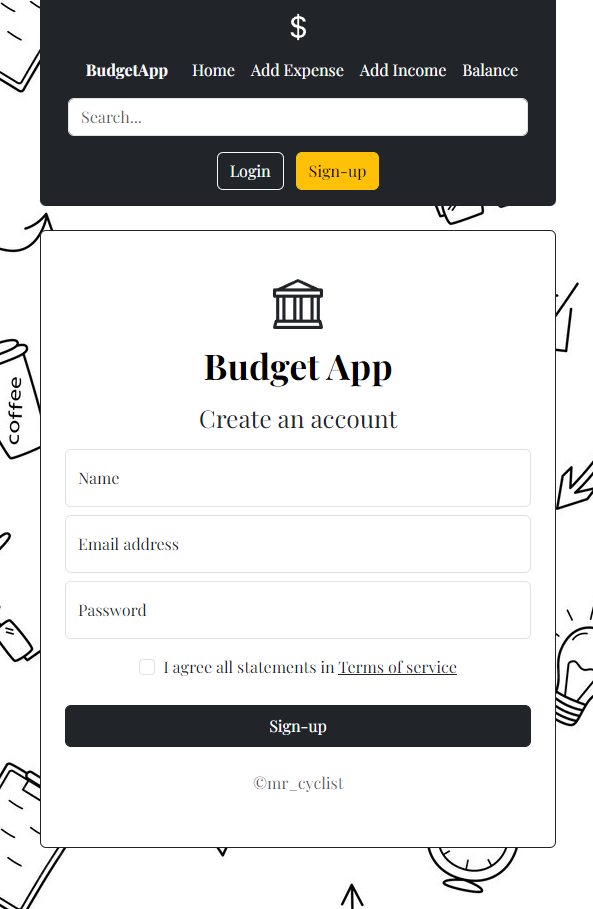 $
BudgetApp Home Add Expense Add Income Balance
Search...
Login Sign-up
coffee
Budget App
Create an account
Name
Email address
Password
I agree all statements in Terms of service
Sign-up
©mr_cyclist